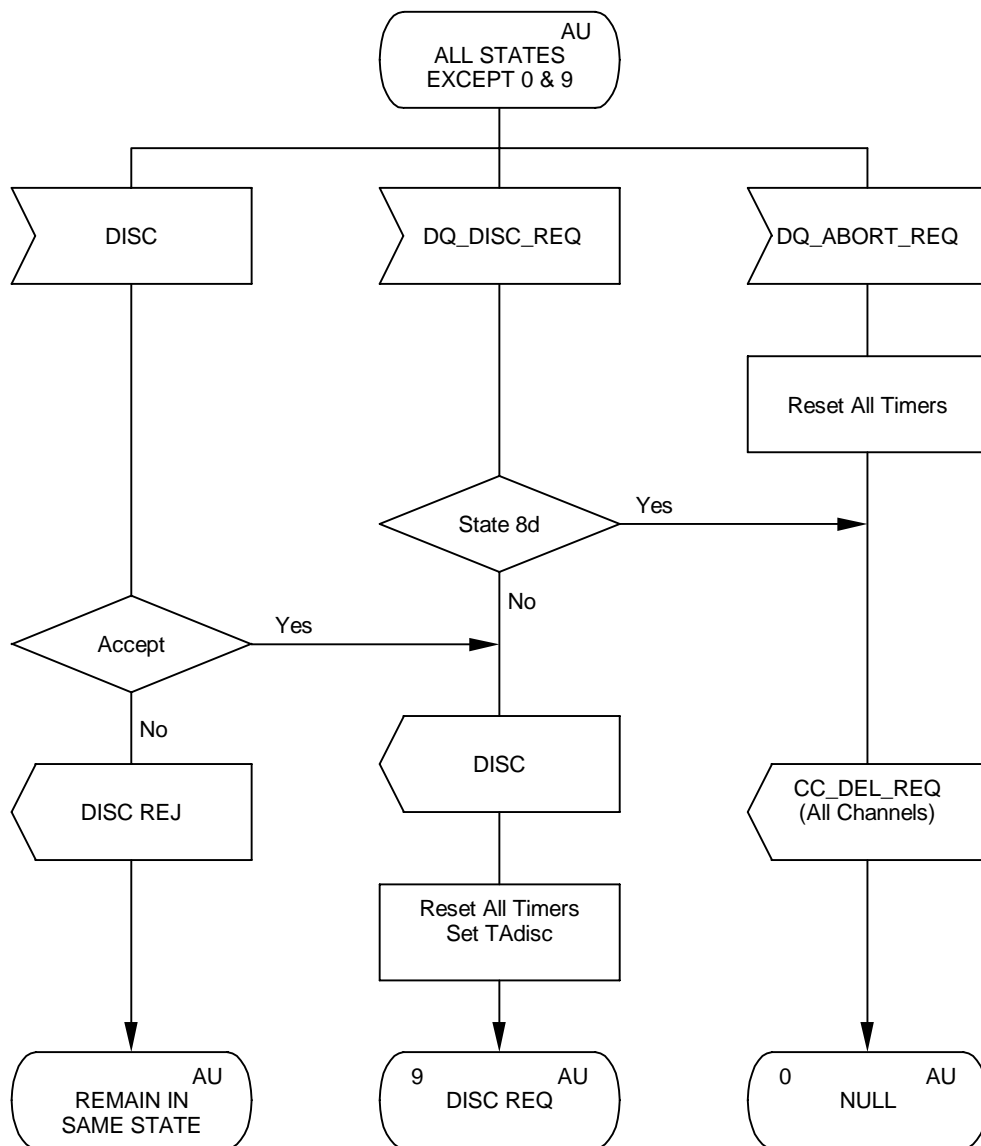 AU
ALL STATES
EXCEPT 0 & 9
DISC
DQ_DISC_REQ
DQ_ABORT_REQ
Reset All Timers
State 8d
Yes
No
Accept
Yes
No
DISC
DISC REJ
CC_DEL_REQ
(All Channels)
Reset All Timers
Set TAdisc
AU
REMAIN IN
SAME STATE
9 AU
DISC REQ
0 AU
NULL